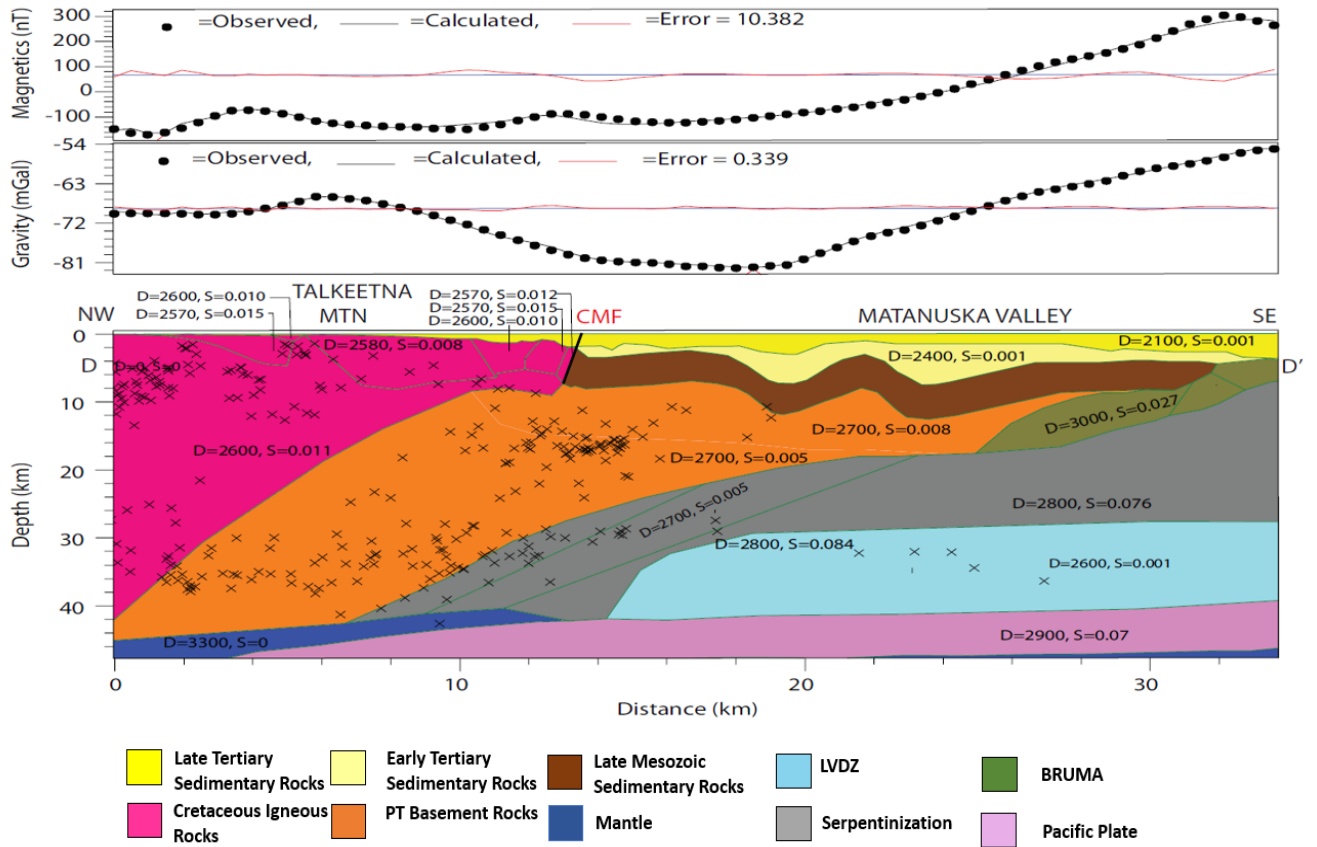 Magnetics (nT)
300
200
100
0
-100
=Observed, =Calculated, =Error = 10.382
Gravity (mGal)
-54
-63
-72
-81
=Observed, =Calculated, =Error = 0.339
D=2600, S=0.010
D=2570, S=0.015
TALKEETNA
MTN
D=2570, S=0.012
D=2570, S=0.015
D=2600, S=0.010
NW
CMF
MATANUSKA VALLEY
SE
D
D'
Depth (km)
0
10
20
30
40
D=0, S=0
D=2580, S=0.008
D=2100, S=0.001
D=2400, S=0.001
D=3000, S=0.027
D=2700, S=0.008
D=2600, S=0.011
D=2700, S=0.005
D=2700, S=0.005
D=2800, S=0.076
D=2800, S=0.084
D=2600, S=0.001
D=3300, S=0
D=2900, S=0.07
0
10
20
30
Distance (km)
Late Tertiary
Sedimentary Rocks
Early Tertiary
Sedimentary Rocks
Late Mesozoic
Sedimentary Rocks
LVDZ
BRUMA
Cretaceous Igneous
Rocks
PT Basement Rocks
Mantle
Serpentinization
Pacific Plate